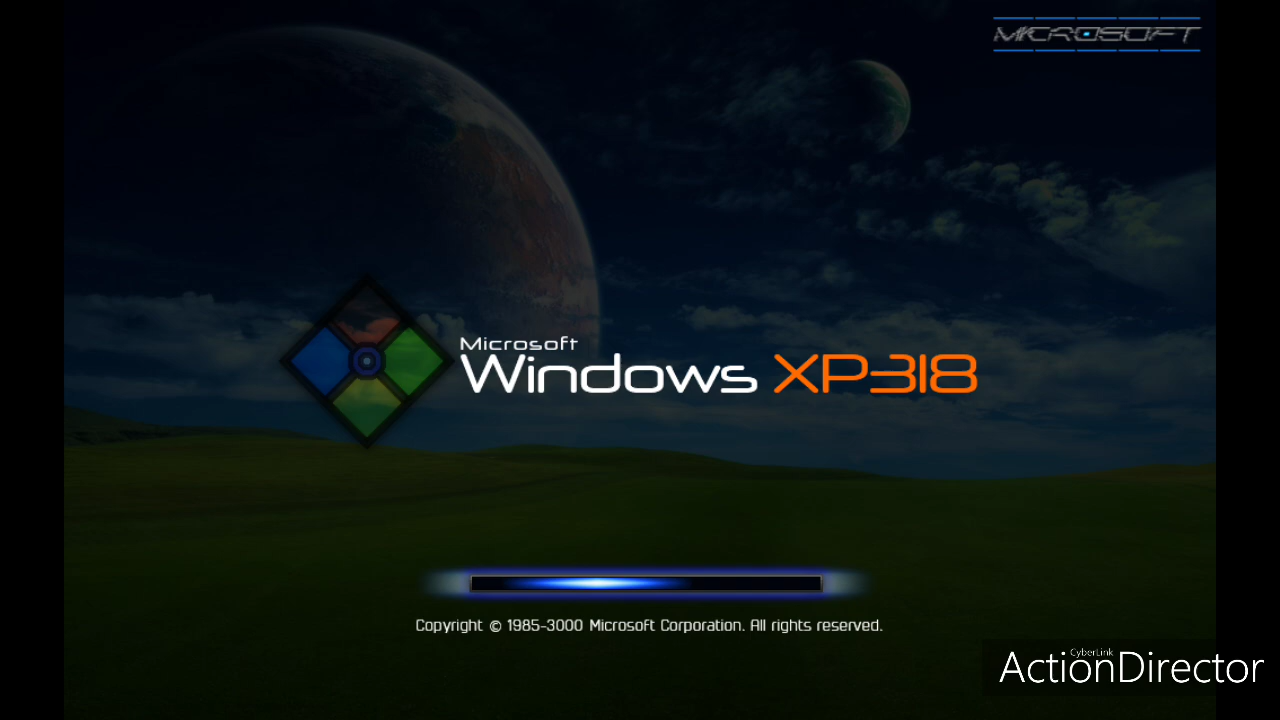 MICROSOFT
Microsoft
Windows XP318
Copyright © 1985-3000 Microsoft Corporation. All rights reserved.
CyberLink
ActionDirector